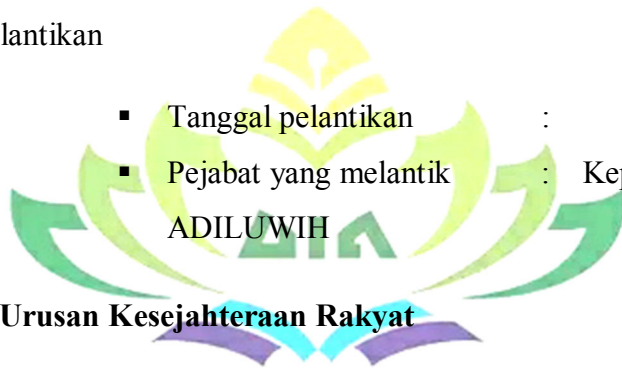 lantikan
▪ Tanggal pelantikan :
▪ Pejabat yang melantik : Kep
ADILUWIH
Urusan Kesejahteraan Rakyat